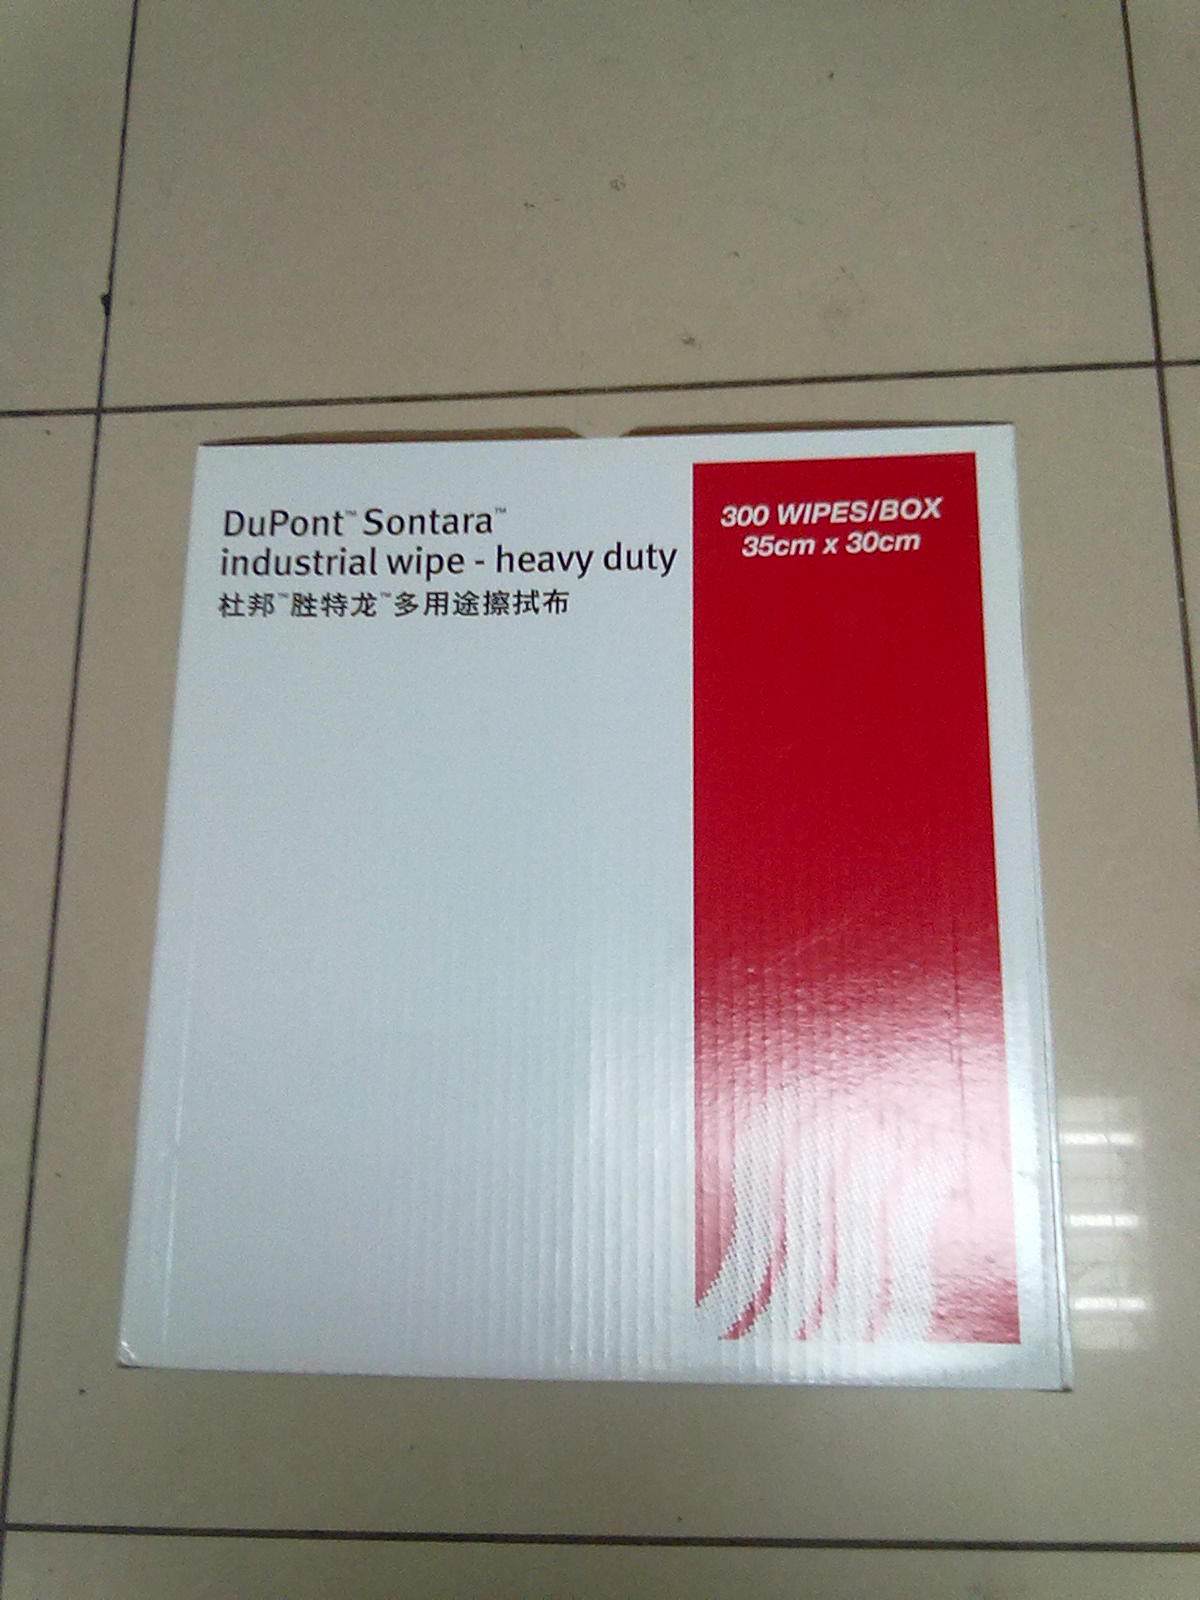 DuPont™ Sontara™
industrial wipe - heavy duty
杜邦™胜特龙™多用途擦拭布
300 WIPES/BOX
35cm x 30cm